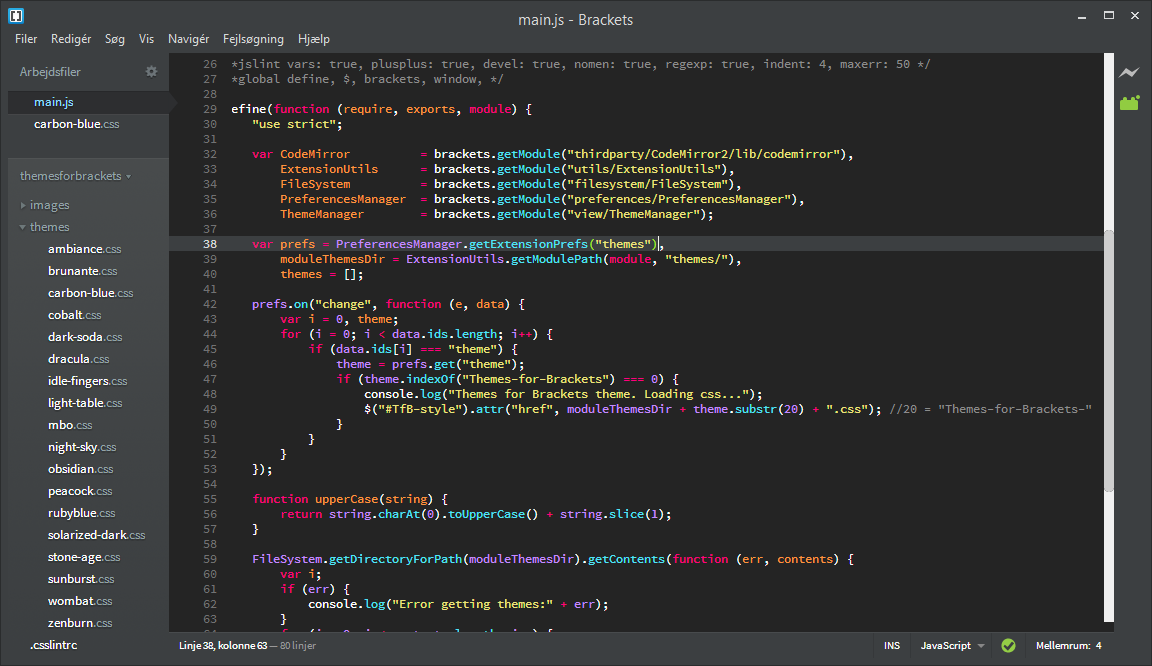 main.js - Brackets
Filer Redigér Søg Vis Navigér Fejlsøgning Hjælp
Arbejdsfiler
main.js
carbon-blue.css
themesforbrackets
images
themes
ambiance.css
brunante.css
carbon-blue.css
cobalt.css
dark-soda.css
dracula.css
idle-fingers.css
light-table.css
mbo.css
night-sky.css
obsidian.css
peacock.css
rubyblue.css
solarized-dark.css
stone-age.css
sunburst.css
wombat.css
zenburn.css
.csslintrc
26 *jslint vars: true, plusplus: true, devel: true, nomen: true, regexp: true, indent: 4, maxerr: 50 */
27 *global define, $, brackets, window, */
28
29 efine(function (require, exports, module) {
30 "use strict";
31
32 var CodeMirror = brackets.getModule("thirdparty/CodeMirror2/lib/codemirror"),
33 ExtensionUtils = brackets.getModule("utils/ExtensionUtils"),
34 FileSystem = brackets.getModule("filesystem/FileSystem"),
35 PreferencesManager = brackets.getModule("preferences/PreferencesManager"),
36 ThemeManager = brackets.getModule("view/ThemeManager");
37
38 var prefs = PreferencesManager.getExtensionPrefs("themes"),
39 moduleThemesDir = ExtensionUtils.getModulePath(module, "themes/"),
40 themes = [];
41
42 prefs.on("change", function (e, data) {
43 var i = 0, theme;
44 for (i = 0; i < data.ids.length; i++) {
45 if (data.ids[i] === "theme") {
46 theme = prefs.get("theme");
47 if (theme.indexOf("Themes-for-Brackets") === 0) {
48 console.log("Themes for Brackets theme. Loading css...");
49 $("#TfB-style").attr("href", moduleThemesDir + theme.substr(20) + ".css"); //20 = "Themes-for-Brackets-"
50 }
51 }
52 }
53 });
54
55 function upperCase(string) {
56 return string.charAt(0).toUpperCase() + string.slice(1);
57 }
58
59 FileSystem.getDirectoryForPath(moduleThemesDir).getContents(function (err, contents) {
60 var i;
61 if (err) {
62 console.log("Error getting themes:" + err);
63 }
Linje 38, kolonne 63 — 80 linjer
INS JavaScript Mellemrum: 4